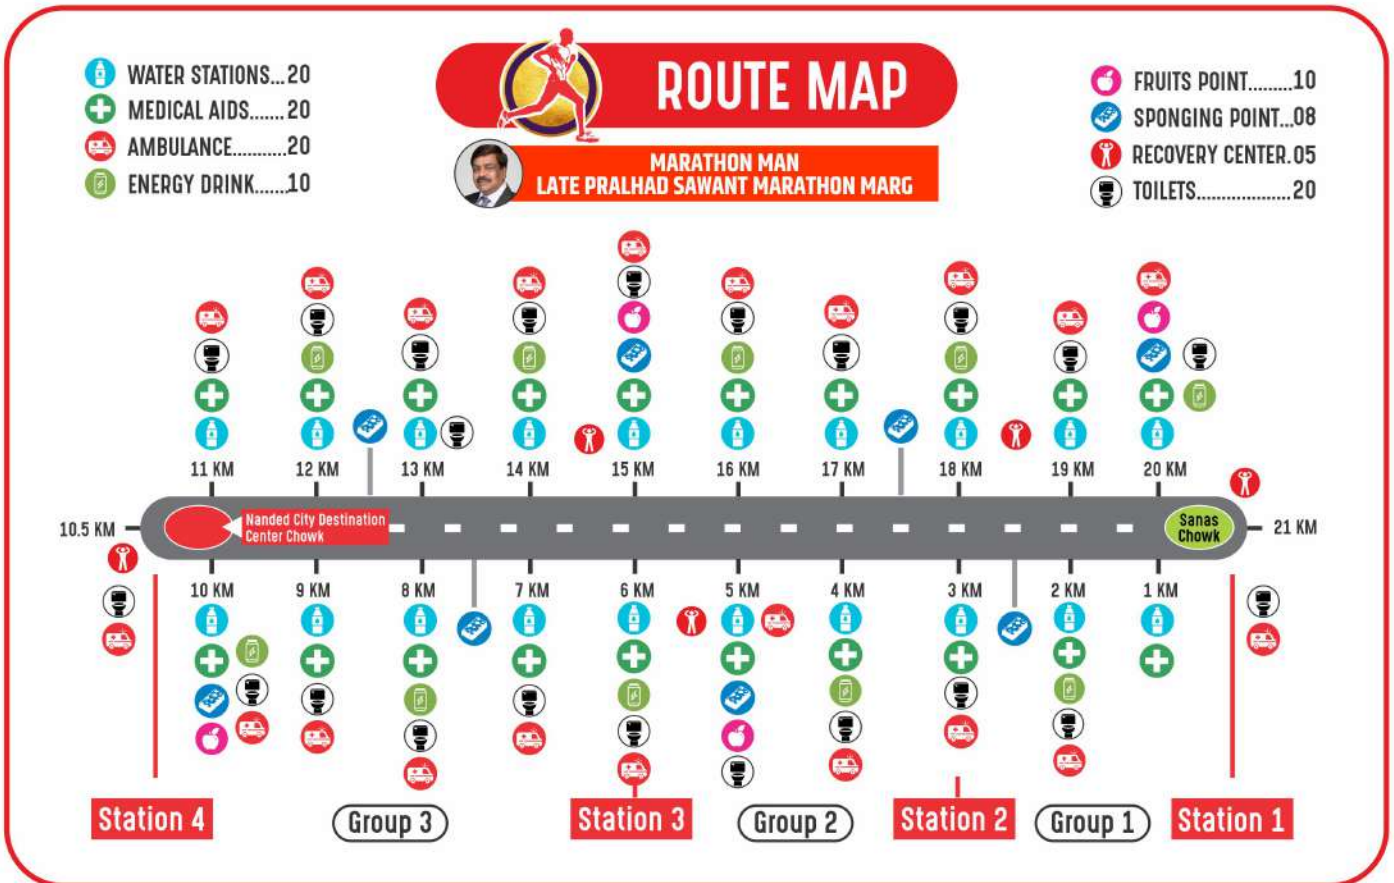 WATER STATIONS...20
MEDICAL AIDS.......20
AMBULANCE...........20
ENERGY DRINK.......10
ROUTE MAP
MARATHON MAN
LATE PRALHAD SAWANT MARATHON MARG
FRUITS POINT.........10
SPONGING POINT...08
RECOVERY CENTER.05
TOILETS...................20
11 KM
12 KM
13 KM
14 KM
15 KM
16 KM
17 KM
18 KM
19 KM
20 KM
10.5 KM
Nanded City Destination
Center Chowk
Sanas
Chowk
21 KM
10 KM
9 KM
8 KM
7 KM
6 KM
5 KM
4 KM
3 KM
2 KM
1 KM
Station 4
Group 3
Station 3
Group 2
Station 2
Group 1
Station 1